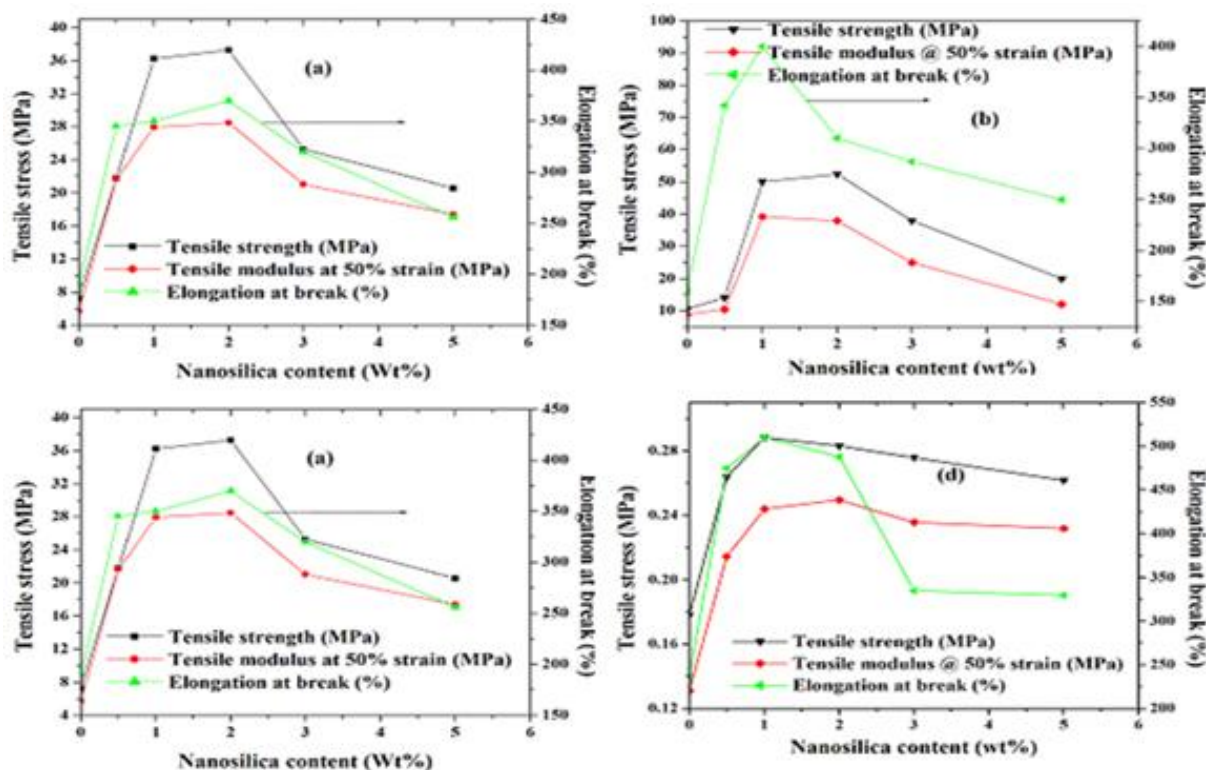 40
36
32
28
24
20
16
12
8
4
Tensile stress (MPa)
(a)
Tensile strength (MPa)
Tensile modulus at 50% strain (MPa)
Elongation at break (%)
450
400
350
300
250
200
150
Elongation at break (%)
0 1 2 3 4 5 6
Nanosilica content (Wt%)
100
90
80
70
60
50
40
30
20
10
Tensile stress (MPa)
Tensile strength (MPa)
Tensile modulus @ 50% strain (MPa)
Elongation at break (%)
(b)
400
350
300
250
200
150
Elongation at break (%)
0 1 2 3 4 5 6
Nanosilica content (wt%)
40
36
32
28
24
20
16
12
8
4
Tensile stress (MPa)
(a)
Tensile strength (MPa)
Tensile modulus at 50% strain (MPa)
Elongation at break (%)
450
400
350
300
250
200
150
Elongation at break (%)
0 1 2 3 4 5 6
Nanosilica content (Wt%)
0.28
0.24
0.20
0.16
0.12
Tensile stress (MPa)
(d)
Tensile strength (MPa)
Tensile modulus @ 50% strain (MPa)
Elongation at break (%)
550
500
450
400
350
300
250
200
Elongation at break (%)
0 1 2 3 4 5 6
Nanosilica content (wt%)